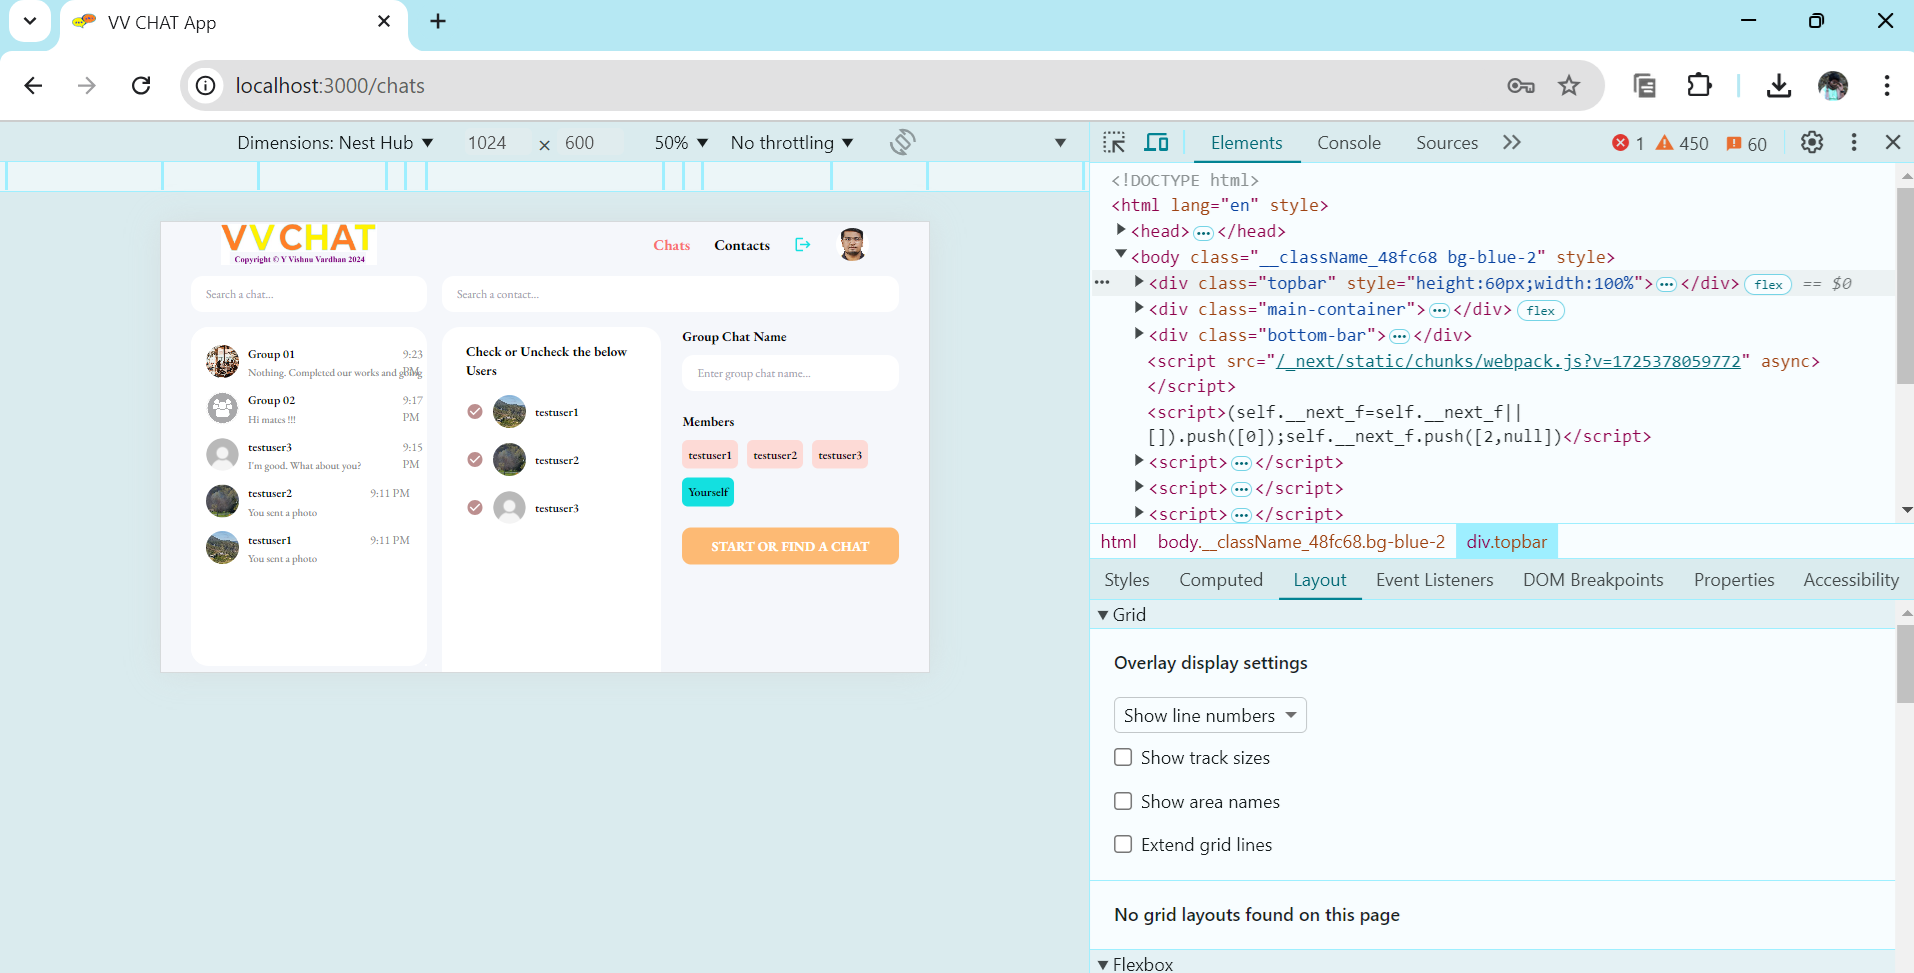 VV CHAT App
localhost:3000/chats
Dimensions: Nest Hub ▼ 1024 × 600 50% ▼ No throttling ▼
VVCHAT
Copyright © Y Vishnu Vardhan 2024
Chats Contacts
Search a chat...
Search a contact...
Group 01 9:23 PM
Nothing. Completed our works and going
Group 02 9:17 PM
Hi mates !!!
testuser3 9:15 PM
I'm good. What about you?
testuser2 9:11 PM
You sent a photo
testuser1 9:11 PM
You sent a photo
Check or Uncheck the below
Users
testuser1
testuser2
testuser3
Group Chat Name
Enter group chat name...
Members
testuser1 testuser2 testuser3
Yourself
START OR FIND A CHAT
Elements Console Sources 1 450 60
<!DOCTYPE html>
<html lang="en" style>
<head>…</head>
<body class="__className_48fc68 bg-blue-2" style>
<div class="topbar" style="height:60px;width:100%">…</div> flex == $0
<div class="main-container">…</div> flex
<div class="bottom-bar">…</div>
<script src="/_next/static/chunks/webpack.js?v=1725378059772" async>
</script>
<script>(self.__next_f=self.__next_f||
[]).push([0]);self.__next_f.push([2,null])</script>
<script>…</script>
<script>…</script>
<script>…</script>
html body.__className_48fc68.bg-blue-2 div.topbar
Styles Computed Layout Event Listeners DOM Breakpoints Properties Accessibility
Grid
Overlay display settings
Show line numbers
Show track sizes
Show area names
Extend grid lines
No grid layouts found on this page
Flexbox